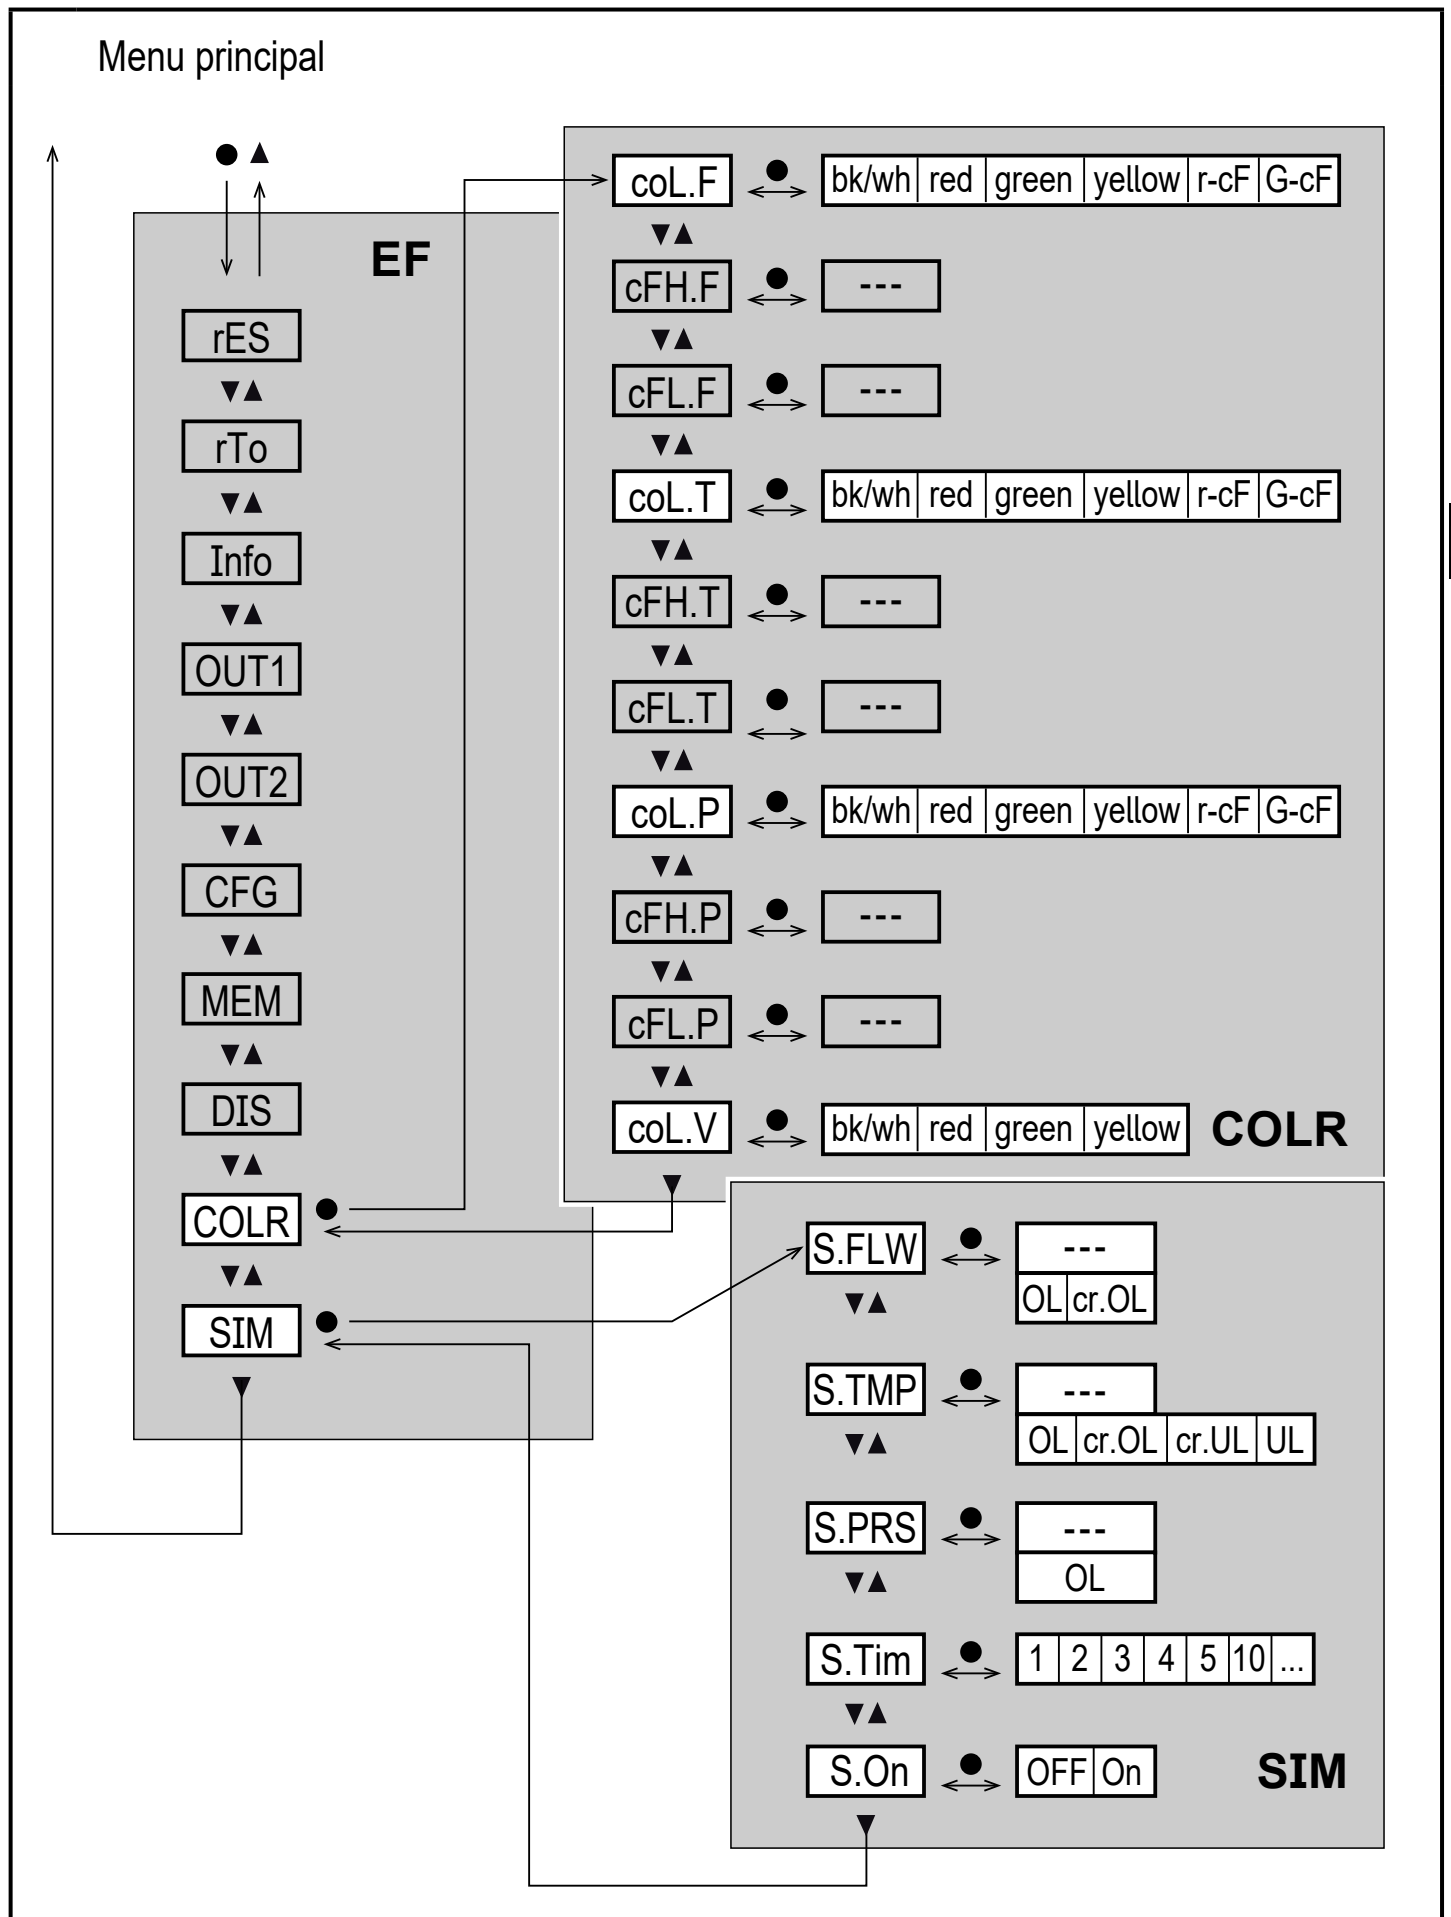 Menu principal
EF
rES
rTo
Info
OUT1
OUT2
CFG
MEM
DIS
COLR
SIM
coL.F bk/wh red green yellow r-cF G-cF
cFH.F ---
cFL.F ---
coL.T bk/wh red green yellow r-cF G-cF
cFH.T ---
cFL.T ---
coL.P bk/wh red green yellow r-cF G-cF
cFH.P ---
cFL.P ---
coL.V bk/wh red green yellow COLR
S.FLW ---
OL cr.OL
S.TMP ---
OL cr.OL cr.UL UL
S.PRS ---
OL
S.Tim 1 2 3 4 5 10 ...
S.On OFF On SIM